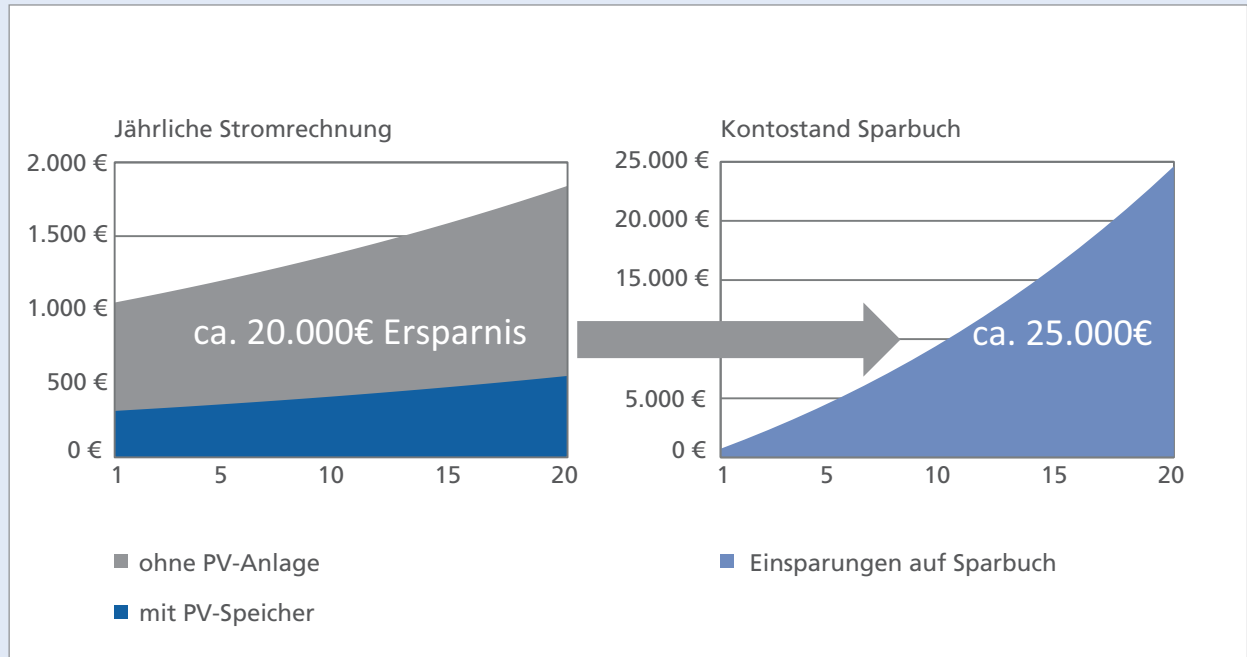 Jährliche Stromrechnung
2.000 €
1.500 €
1.000 €
500 €
0 €
1 5 10 15 20
ca. 20.000€ Ersparnis
ohne PV-Anlage
mit PV-Speicher
Kontostand Sparbuch
25.000 €
20.000 €
15.000 €
5.000 €
0 €
1 5 10 15 20
ca. 25.000€
Einsparungen auf Sparbuch